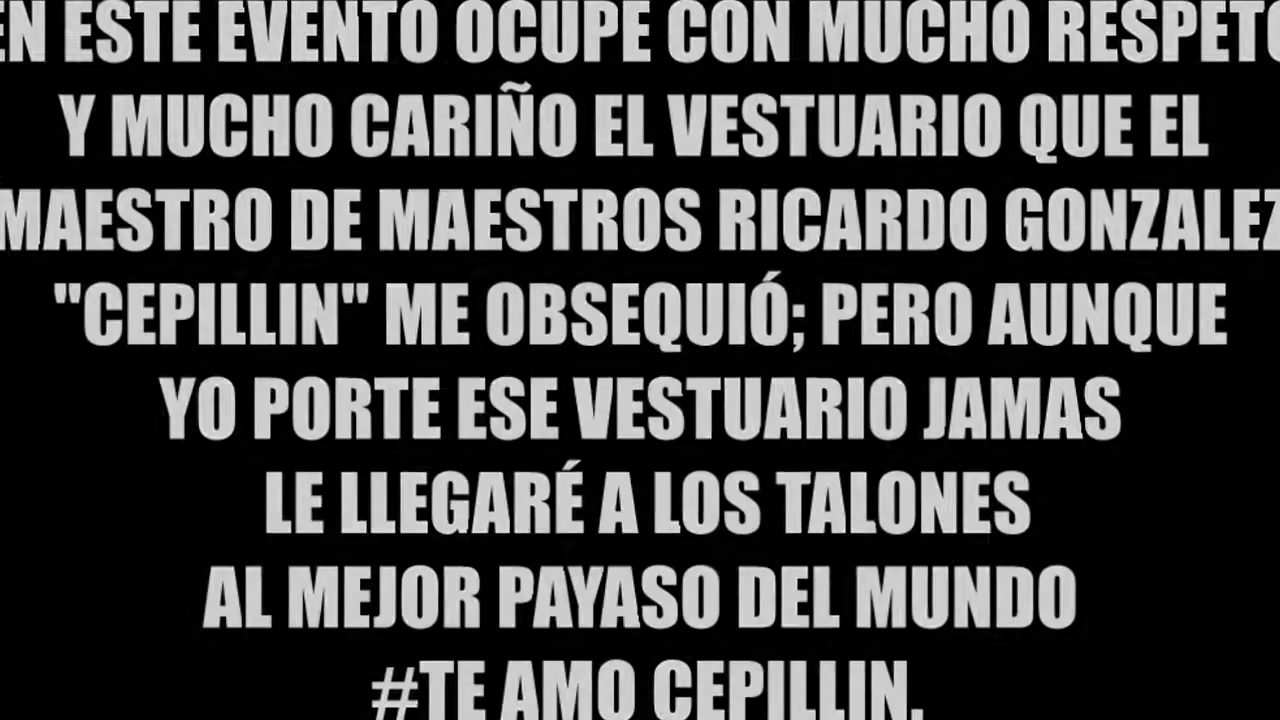 EN ESTE EVENTO OCUPE CON MUCHO RESPETO
Y MUCHO CARIÑO EL VESTUARIO QUE EL
MAESTRO DE MAESTROS RICARDO GONZALEZ
"CEPILLIN" ME OBSEQUIÓ; PERO AUNQUE
YO PORTE ESE VESTUARIO JAMAS
LE LLEGARÉ A LOS TALONES
AL MEJOR PAYASO DEL MUNDO
#TE AMO CEPILLIN.